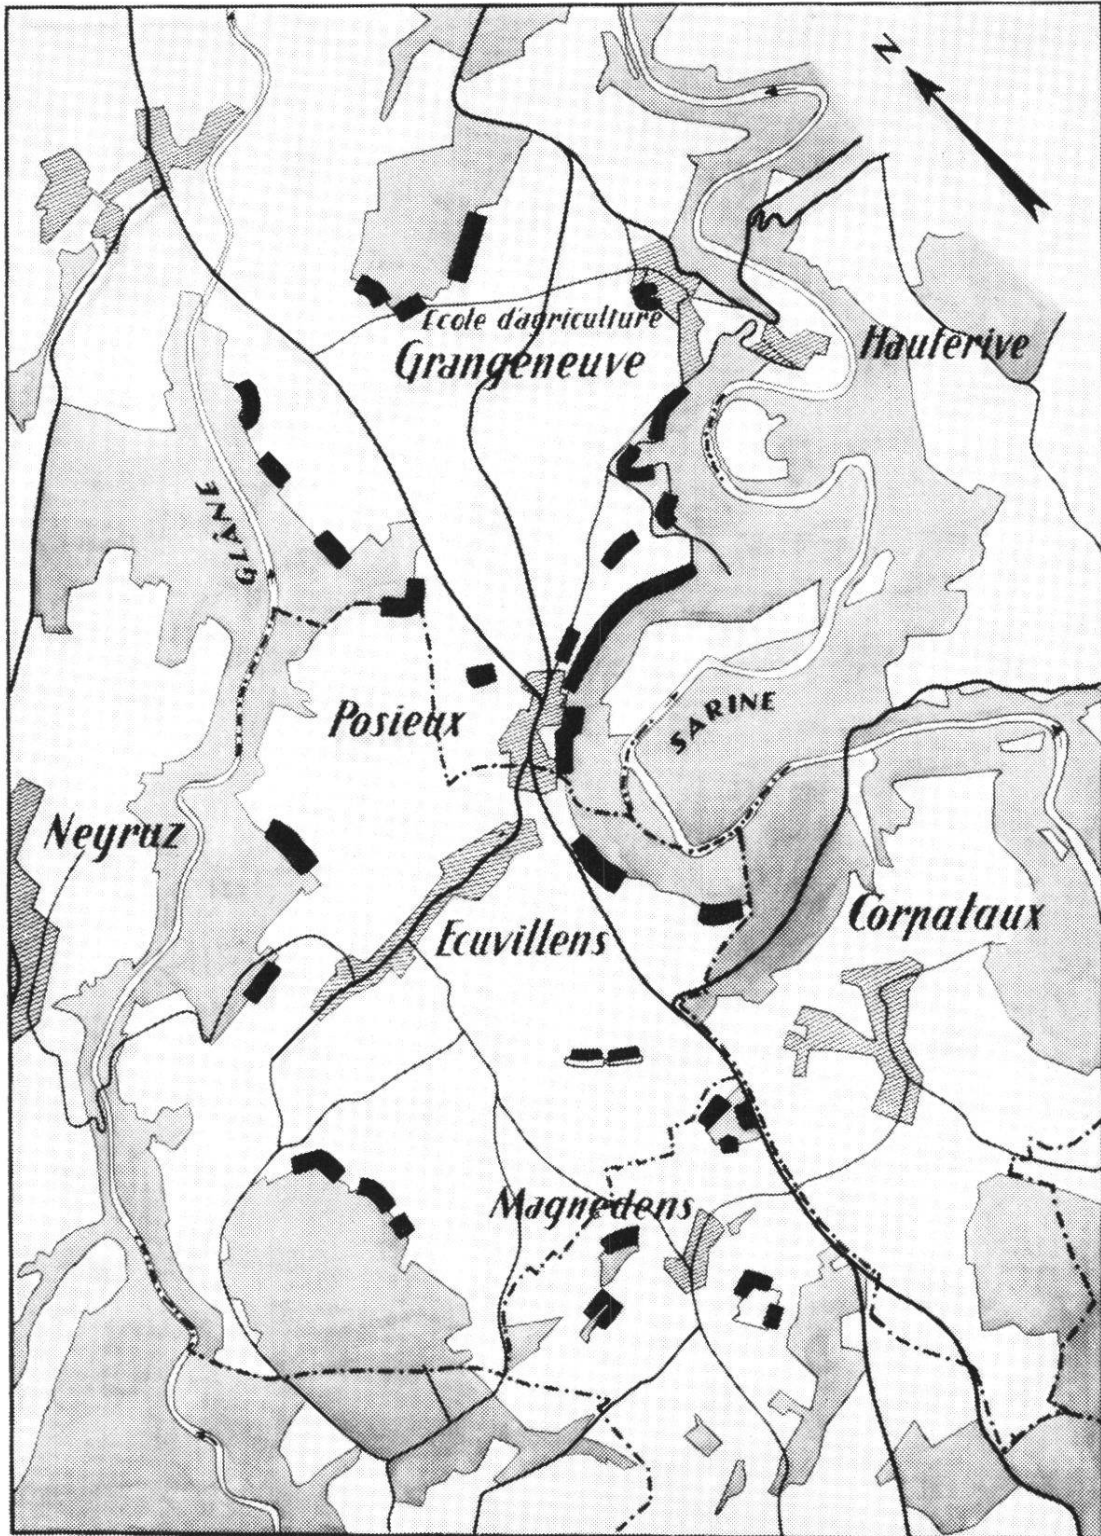 N
Ecole d'agriculture
Grangeneuve
Hauterive
GLÂNE
Posieux
SARINE
Neyruz
Ecuvillens
Corpataux
Magnedens